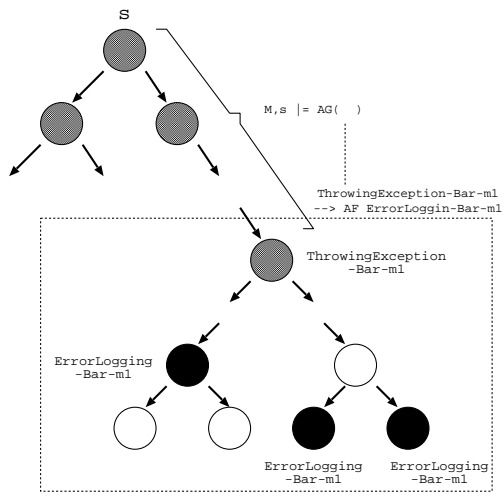 S
M,s |= AG(  )
ThrowingException-Bar-m1
--> AF ErrorLoggin-Bar-m1
ThrowingException
-Bar-m1
ErrorLogging
-Bar-m1
ErrorLogging
-Bar-m1
ErrorLogging
-Bar-m1